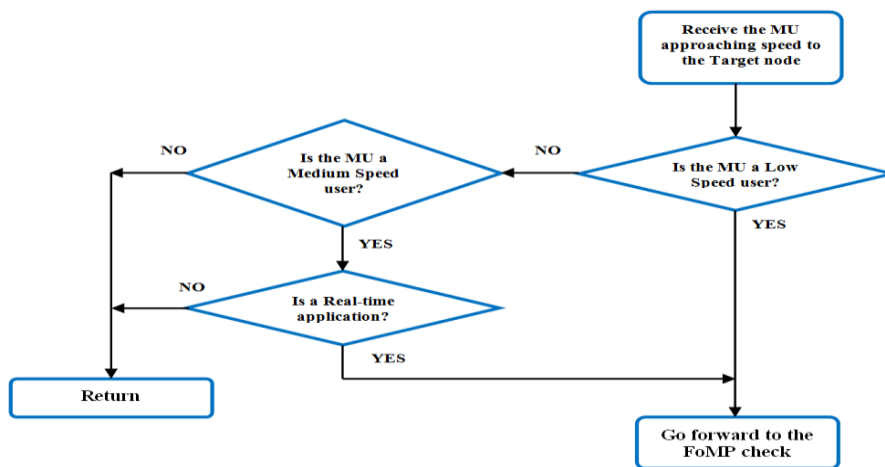 Receive the MU
approaching speed to
the Target node
Is the MU a Low
Speed user?
NO
YES
Is the MU a
Medium Speed
user?
NO
YES
Is a Real-time
application?
NO
YES
Return
Go forward to the
FoMP check